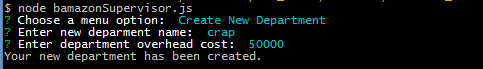 $ node bamazonSupervisor.js
? Choose a menu option:  Create New Department
? Enter new deparment name:  crap
? Enter department overhead cost:  50000
Your new department has been created.